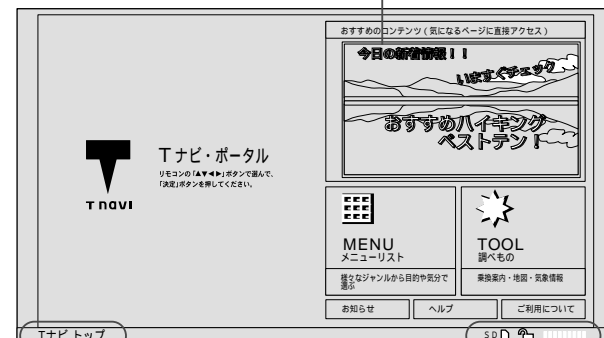 おすすめのコンテンツ(気になるページに直接アクセス)
今日の新着情報!!
いますぐチェック
おすすめハイキング
ベストテン!
Tナビ・ポータル
リモコンの「▲▼◀▶」ボタンで選んで、
「決定」ボタンを押してください。
T navi
MENU
メニューリスト
様々なジャンルから目的や気分で
選ぶ
TOOL
調べもの
乗換案内・地図・気象情報
お知らせ
ヘルプ
ご利用について
Tナビ トップ
SD